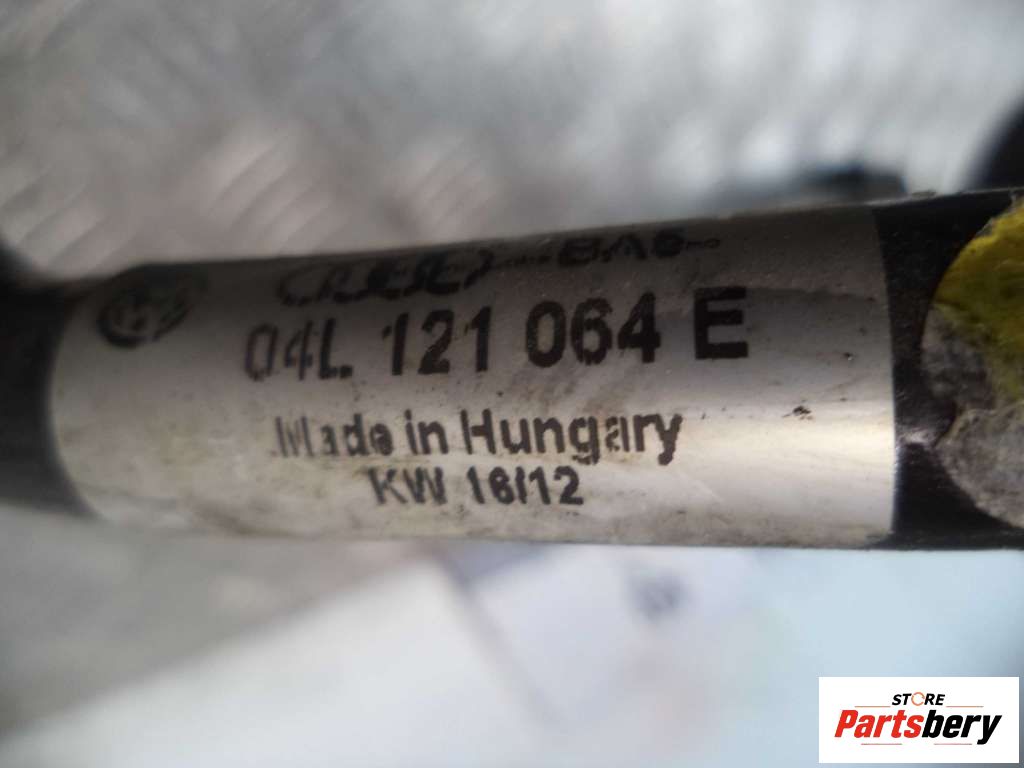 04L 121 064 E
Made in Hungary
KW 16/12
STORE
Partsbery